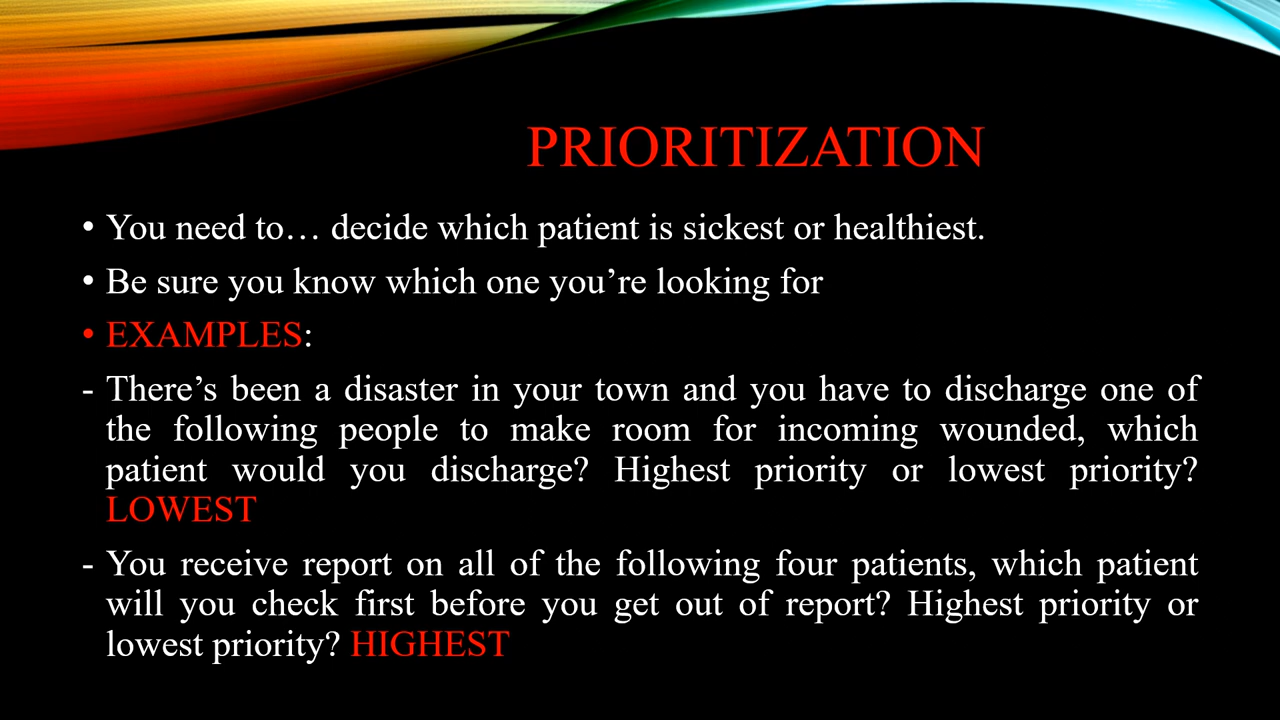 PRIORITIZATION
• You need to… decide which patient is sickest or healthiest.
• Be sure you know which one you’re looking for
• EXAMPLES:
- There’s been a disaster in your town and you have to discharge one of
the following people to make room for incoming wounded, which
patient would you discharge? Highest priority or lowest priority?
LOWEST
- You receive report on all of the following four patients, which patient
will you check first before you get out of report? Highest priority or
lowest priority? HIGHEST